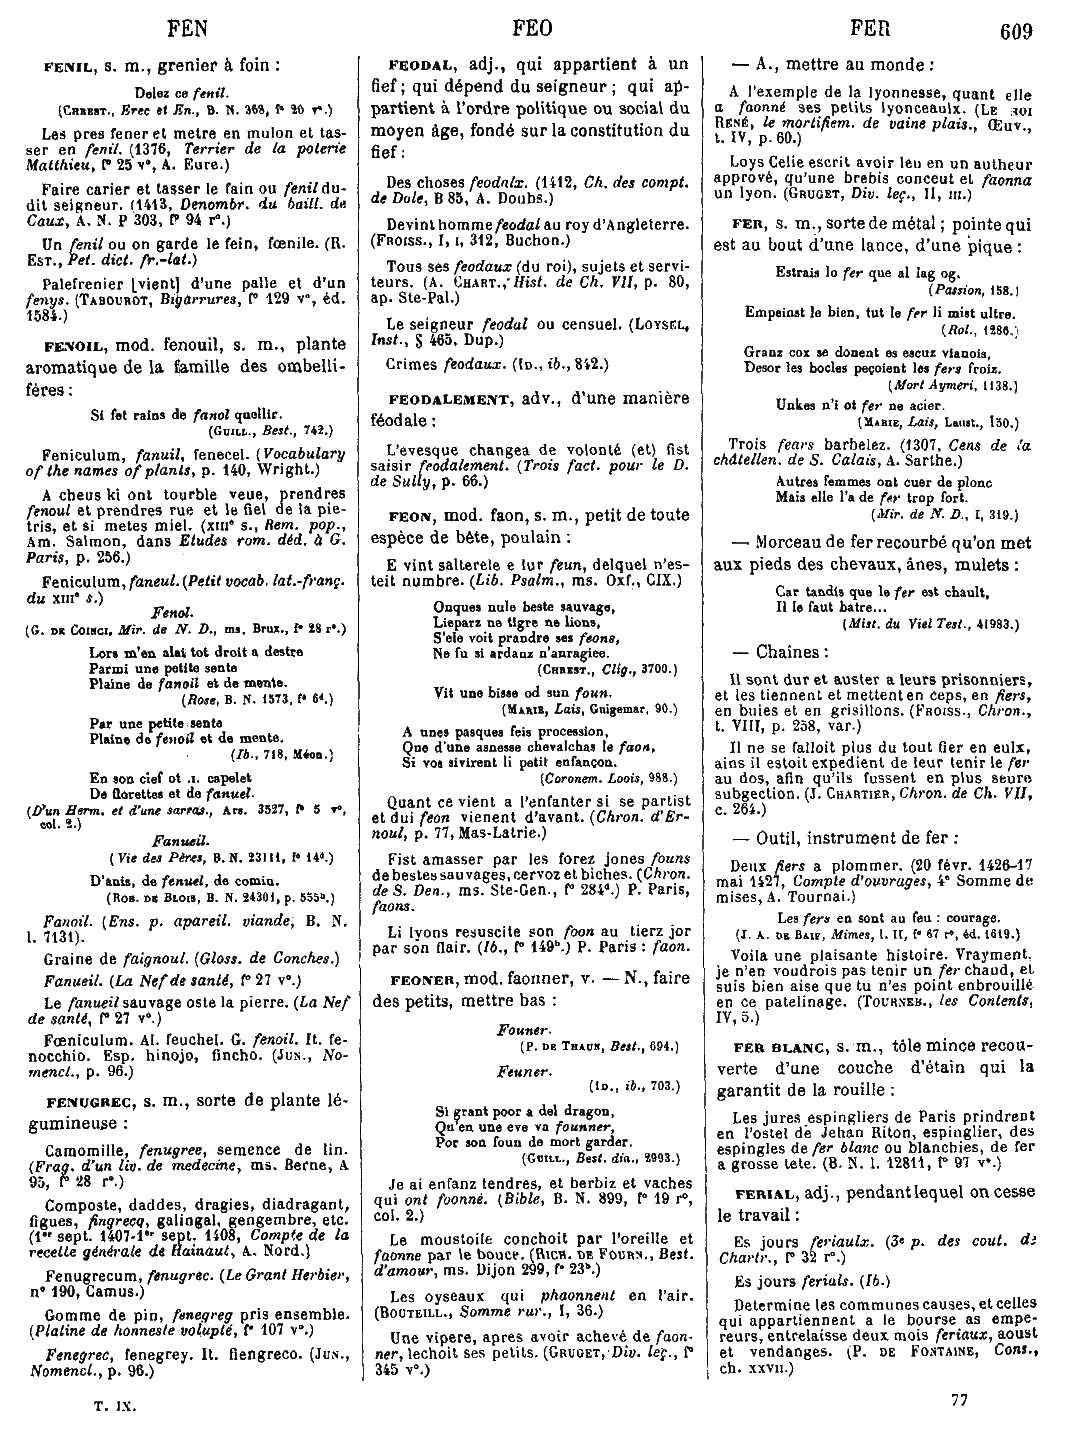 FEN
FEO
FER
609
FENIL, s. m., grenier à foin :
Delez ce fenil.
(CHREST., Erec et En., B. N. 368, f° 20 r°.)
Les pres fener et metre en mulon et tas-
ser en fenil. (1376, Terrier de la poterie
Matthieu, f° 25 v°, A. Eure.)
Faire carier et tasser le fain ou fenil du-
dit seigneur. (1413, Denombr. du baill. de
Caux, A. N. P 303, f° 94 r°.)
Un fenil ou on garde le fein, fœnile. (R.
EST., Pet. dict. fr.-lat.)
Palefrenier [vient] d'une palle et d'un
fenys. (TABOUROT, Bigarrures, f° 129 v°, éd.
1584.)
FENOIL, mod. fenouil, s. m., plante
aromatique de la famille des ombelli-
fères :
Si fet rains de fanol quellir.
(GUILL., Best., 742.)
Feniculum, fanuil, fenecel. (Vocabulary
of the names of plants, p. 140, Wright.)
A cheus ki ont tourble veue, prendres
fenoul et prendres rue et le fiel de la pie-
tris, et si metes miel. (XIII° s., Rem. pop.,
Am. Salmon, dans Etudes rom. déd. à G.
Paris, p. 256.)
Feniculum, faneul. (Petit vocab. lat.-franç.
du XIII° s.)
Fenol.
(G. DE COINCI, Mir. de N. D., ms. Brux., f° 28 r°.)
Lors m'en alai tot droit a destre
Parmi une petite sente
Plaine de fanoil et de mente.
(Rose, B. N. 1573, f° 6ᵈ.)
Par une petite sente
Plaine de fenoil et de mente.
(Ib., 718, Méon.)
En son cief ot .I. capelet
De florettes et de fanuel.
(D'un Herm. et d'une sarras., Ars. 3527, f° 5 v°,
col. 2.)
Fanueil.
(Vie des Pères, B. N. 23111, f° 14ᵈ.)
D'anis, de fenuel, de comin.
(ROB. DE BLOIS, B. N. 24301, p. 555ᵇ.)
Fanoil. (Ens. p. apareil. viande, B. N.
l. 7131).
Graine de faignoul. (Gloss. de Conches.)
Fanueil. (La Nef de santé, f° 27 v°.)
Le fanueil sauvage oste la pierre. (La Nef
de santé, f° 27 v°.)
Fœniculum. Al. feuchel. G. fenoil. It. fe-
nocchio. Esp. hinojo, fincho. (JUN., No-
mencl., p. 96.)
FENUGREC, s. m., sorte de plante lé-
gumineuse :
Camomille, fenugree, semence de lin.
(Frag. d'un liv. de medecine, ms. Berne, A
95, f° 28 r°.)
Composte, daddes, dragies, diadragant,
figues, fingrecq, galingal, gengembre, etc.
(1ᵉʳ sept. 1407-1ᵉʳ sept. 1408, Compte de la
recette générale de Hainaut, A. Nord.)
Fenugrecum, fenugrec. (Le Grant Herbier,
n° 190, Camus.)
Gomme de pin, fenegreg pris ensemble.
(Platine de honneste volupté, f° 107 v°.)
Fenegrec, fenegrey. It. fiengreco. (JUN.,
Nomencl., p. 96.)
T. IX.
FEODAL, adj., qui appartient à un
fief ; qui dépend du seigneur ; qui ap-
partient à l'ordre politique ou social du
moyen âge, fondé sur la constitution du
fief :
Des choses feodalx. (1412, Ch. des compt.
de Dole, B 85, A. Doubs.)
Devint homme feodal au roy d'Angleterre.
(FROISS., I, I, 312, Buchon.)
Tous ses feodaux (du roi), sujets et servi-
teurs. (A. CHART., Hist. de Ch. VII, p. 80,
ap. Ste-Pal.)
Le seigneur feodal ou censuel. (LOYSEL,
Inst., § 465, Dup.)
Crimes feodaux. (ID., ib., 842.)
FEODALEMENT, adv., d'une manière
féodale :
L'evesque changea de volonté (et) fist
saisir feodalement. (Trois fact. pour le D.
de Sully, p. 66.)
FEON, mod. faon, s. m., petit de toute
espèce de bête, poulain :
E vint salterele e lur feun, delquel n'es-
teit numbre. (Lib. Psalm., ms. Oxf., CIX.)
Onques nule beste sauvage,
Lieparz ne tigre ne lions,
S'ele voit prandre ses feons,
Ne fu si ardanz n'anragiee.
(CHREST., Clig., 3700.)
Vit une bisse od sun foun.
(MARIE, Lais, Guigemar, 90.)
A unes pasques feis procession,
Que d'une asnesse chevalchas le faon,
Si vos sivirent li petit enfançon.
(Coronem. Loois, 988.)
Quant ce vient a l'enfanter si se partist
et dui feon vienent d'avant. (Chron. d'Er-
noul, p. 77, Mas-Latrie.)
Fist amasser par les forez jones founs
de bestes sauvages, cervoz et biches. (Chron.
de S. Den., ms. Ste-Gen., f° 284ᵈ.) P. Paris,
faons.
Li lyons resuscite son foon au tierz jor
par son flair. (Ib., f° 149ᵇ.) P. Paris : faon.
FEONER, mod. faonner, v. — N., faire
des petits, mettre bas :
Founer.
(P. DE THAUN, Best., 694.)
Feuner.
(ID., ib., 703.)
Si grant poor a del dragon,
Qu'en une eve va founner,
Por son foun de mort garder.
(GUILL., Best. div., 2993.)
Je ai enfanz tendres, et berbiz et vaches
qui ont foonné. (Bible, B. N. 899, f° 19 r°,
col. 2.)
Le moustoile conchoit par l'oreille et
faonne par le bouce. (RICH. DE FOURN., Best.
d'amour, ms. Dijon 299, f° 23ᵇ.)
Les oyseaux qui phaonnent en l'air.
(BOUTEILL., Somme rur., I, 36.)
Une vipere, apres avoir achevé de faon-
ner, lechoit ses petits. (GRUGET, Div. leç., f°
345 v°.)
— A., mettre au monde :
A l'exemple de la lyonnesse, quant elle
a faonné ses petits lyonceaulx. (LE ROI
RENÉ, le mortifiem. de vaine plais., Œuv.,
t. IV, p. 60.)
Loys Celie escrit avoir leu en un autheur
approvë, qu'une brebis conceut et faonna
un lyon. (GRUGET, Div. leç., II, III.)
FER, s. m., sorte de métal ; pointe qui
est au bout d'une lance, d'une pique :
Estrais lo fer que al lag og.
(Passion, 158.)
Empeinst le bien, tut le fer li mist ultre.
(Rol., 1286.)
Granz cox se donent es escuz vianois,
Desor les bocles peçoient les fers froiz.
(Mort Aymeri, 1138.)
Unkes n'i ot fer ne acier.
(MARIE, Lais, Laust., 150.)
Trois fears barbelez. (1307, Cens de la
châtellen. de S. Calais, A. Sarthe.)
Autres femmes ont cuer de plonc
Mais elle l'a de fer trop fort.
(Mir. de N. D., I, 319.)
— Morceau de fer recourbé qu'on met
aux pieds des chevaux, ânes, mulets :
Car tandis que le fer est chault,
Il le faut batre...
(Mist. du Viel Test., 41983.)
— Chaines :
Il sont dur et auster a leurs prisonniers,
et les tiennent et mettent en ceps, en fiers,
en buies et en grisillons. (FROISS., Chron.,
t. VIII, p. 258, var.)
Il ne se falloit plus du tout fier en eulx,
ains il estoit expedient de leur tenir le fer
au dos, afin qu'ils fussent en plus seure
subgection. (J. CHARTIER, Chron. de Ch. VII,
c. 264.)
— Outil, instrument de fer :
Deux fiers a plommer. (20 févr. 1426-17
mai 1427, Compte d'ouvrages, 4ᵉ Somme de
mises, A. Tournai.)
Les fers en sont au feu : courage.
(J. A. DE BAIF, Mimes, l. II, f° 67 r°, éd. 1619.)
Voila une plaisante histoire. Vrayment,
je n'en voudrois pas tenir un fer chaud, et
suis bien aise que tu n'es point enbrouillé
en ce patelinage. (TOURNEB., les Contents,
IV, 5.)
FER BLANC, s. m., tôle mince recou-
verte d'une couche d'étain qui la
garantit de la rouille :
Les jures espingliers de Paris prindrent
en l'ostel de Jehan Riton, espinglier, des
espingles de fer blanc ou blanchies, de fer
a grosse tete. (B. N. l. 12811, f° 97 v°.)
FERIAL, adj., pendant lequel on cesse
le travail :
Es jours feriaulx. (3ᵉ p. des cout. de
Chartr., f° 32 r°.)
Es jours ferials. (Ib.)
Determine les communes causes, et celles
qui appartiennent a le bourse as empe-
reurs, entrelaisse deux mois feriaux, aoust
et vendanges. (P. DE FONTAINE, Cons.,
ch. XXVII.)
77